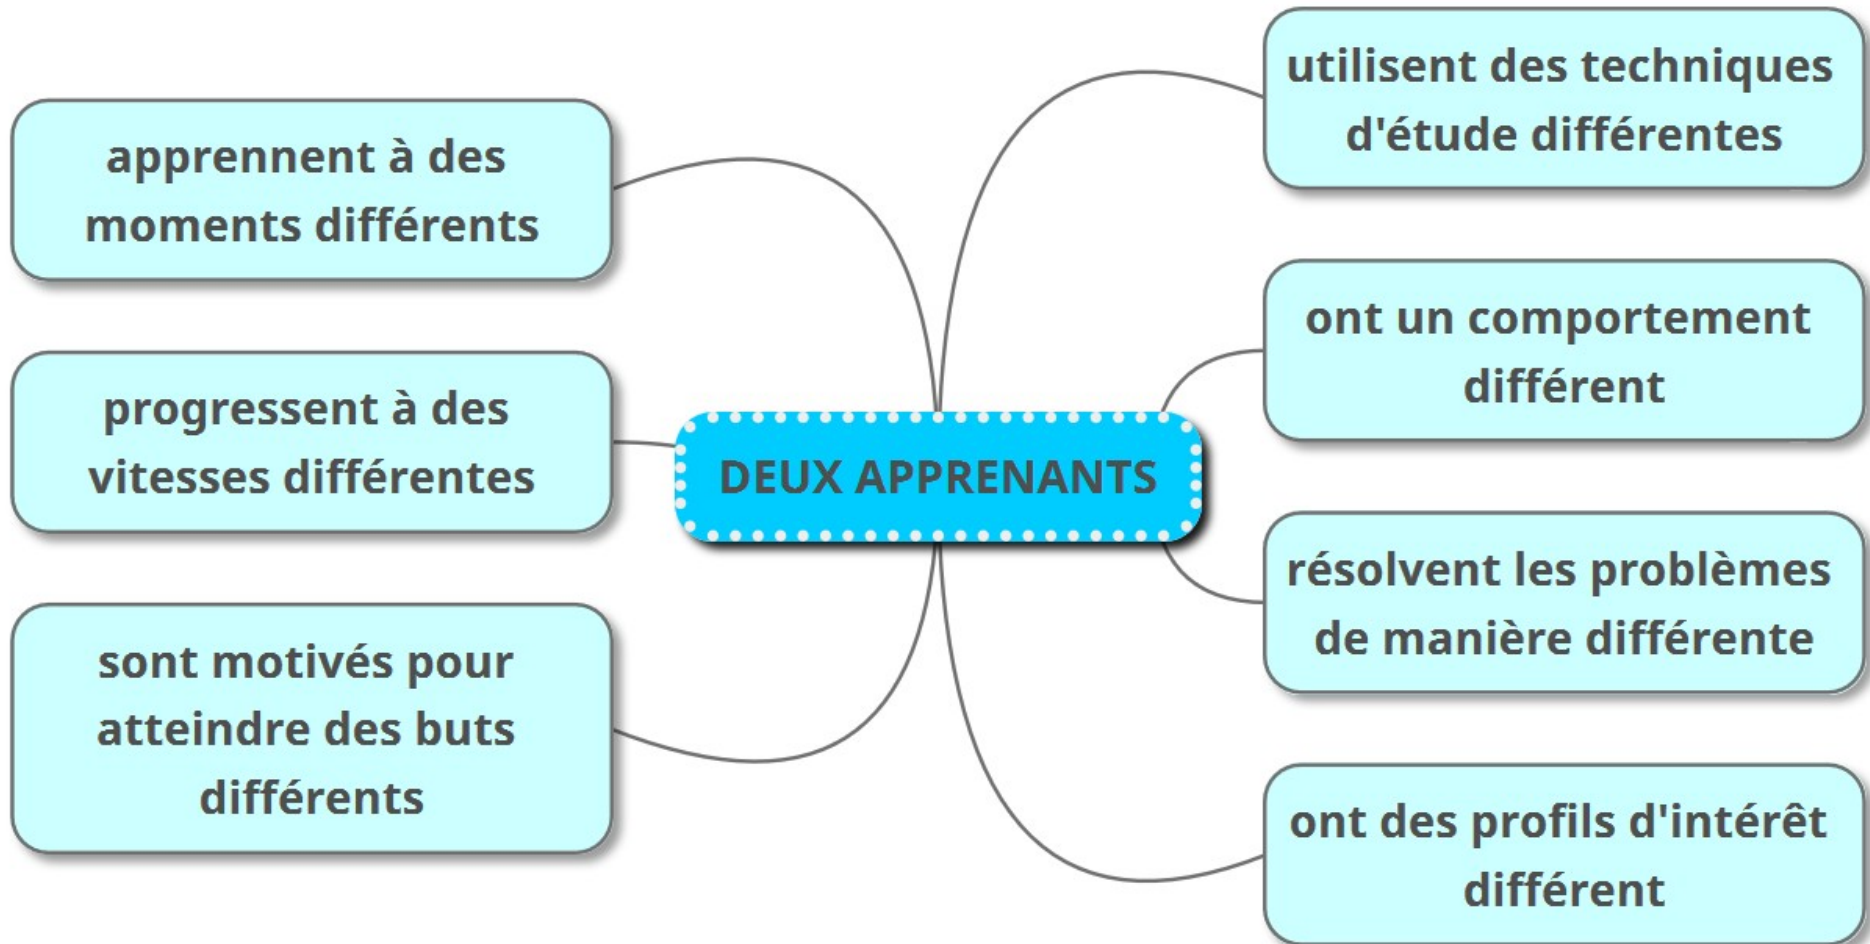 utilisent des techniques
d'étude différentes
apprennent à des
moments différents
ont un comportement
différent
progressent à des
vitesses différentes
DEUX APPRENANTS
résolvent les problèmes
de manière différente
sont motivés pour
atteindre des buts
différents
ont des profils d'intérêt
différent